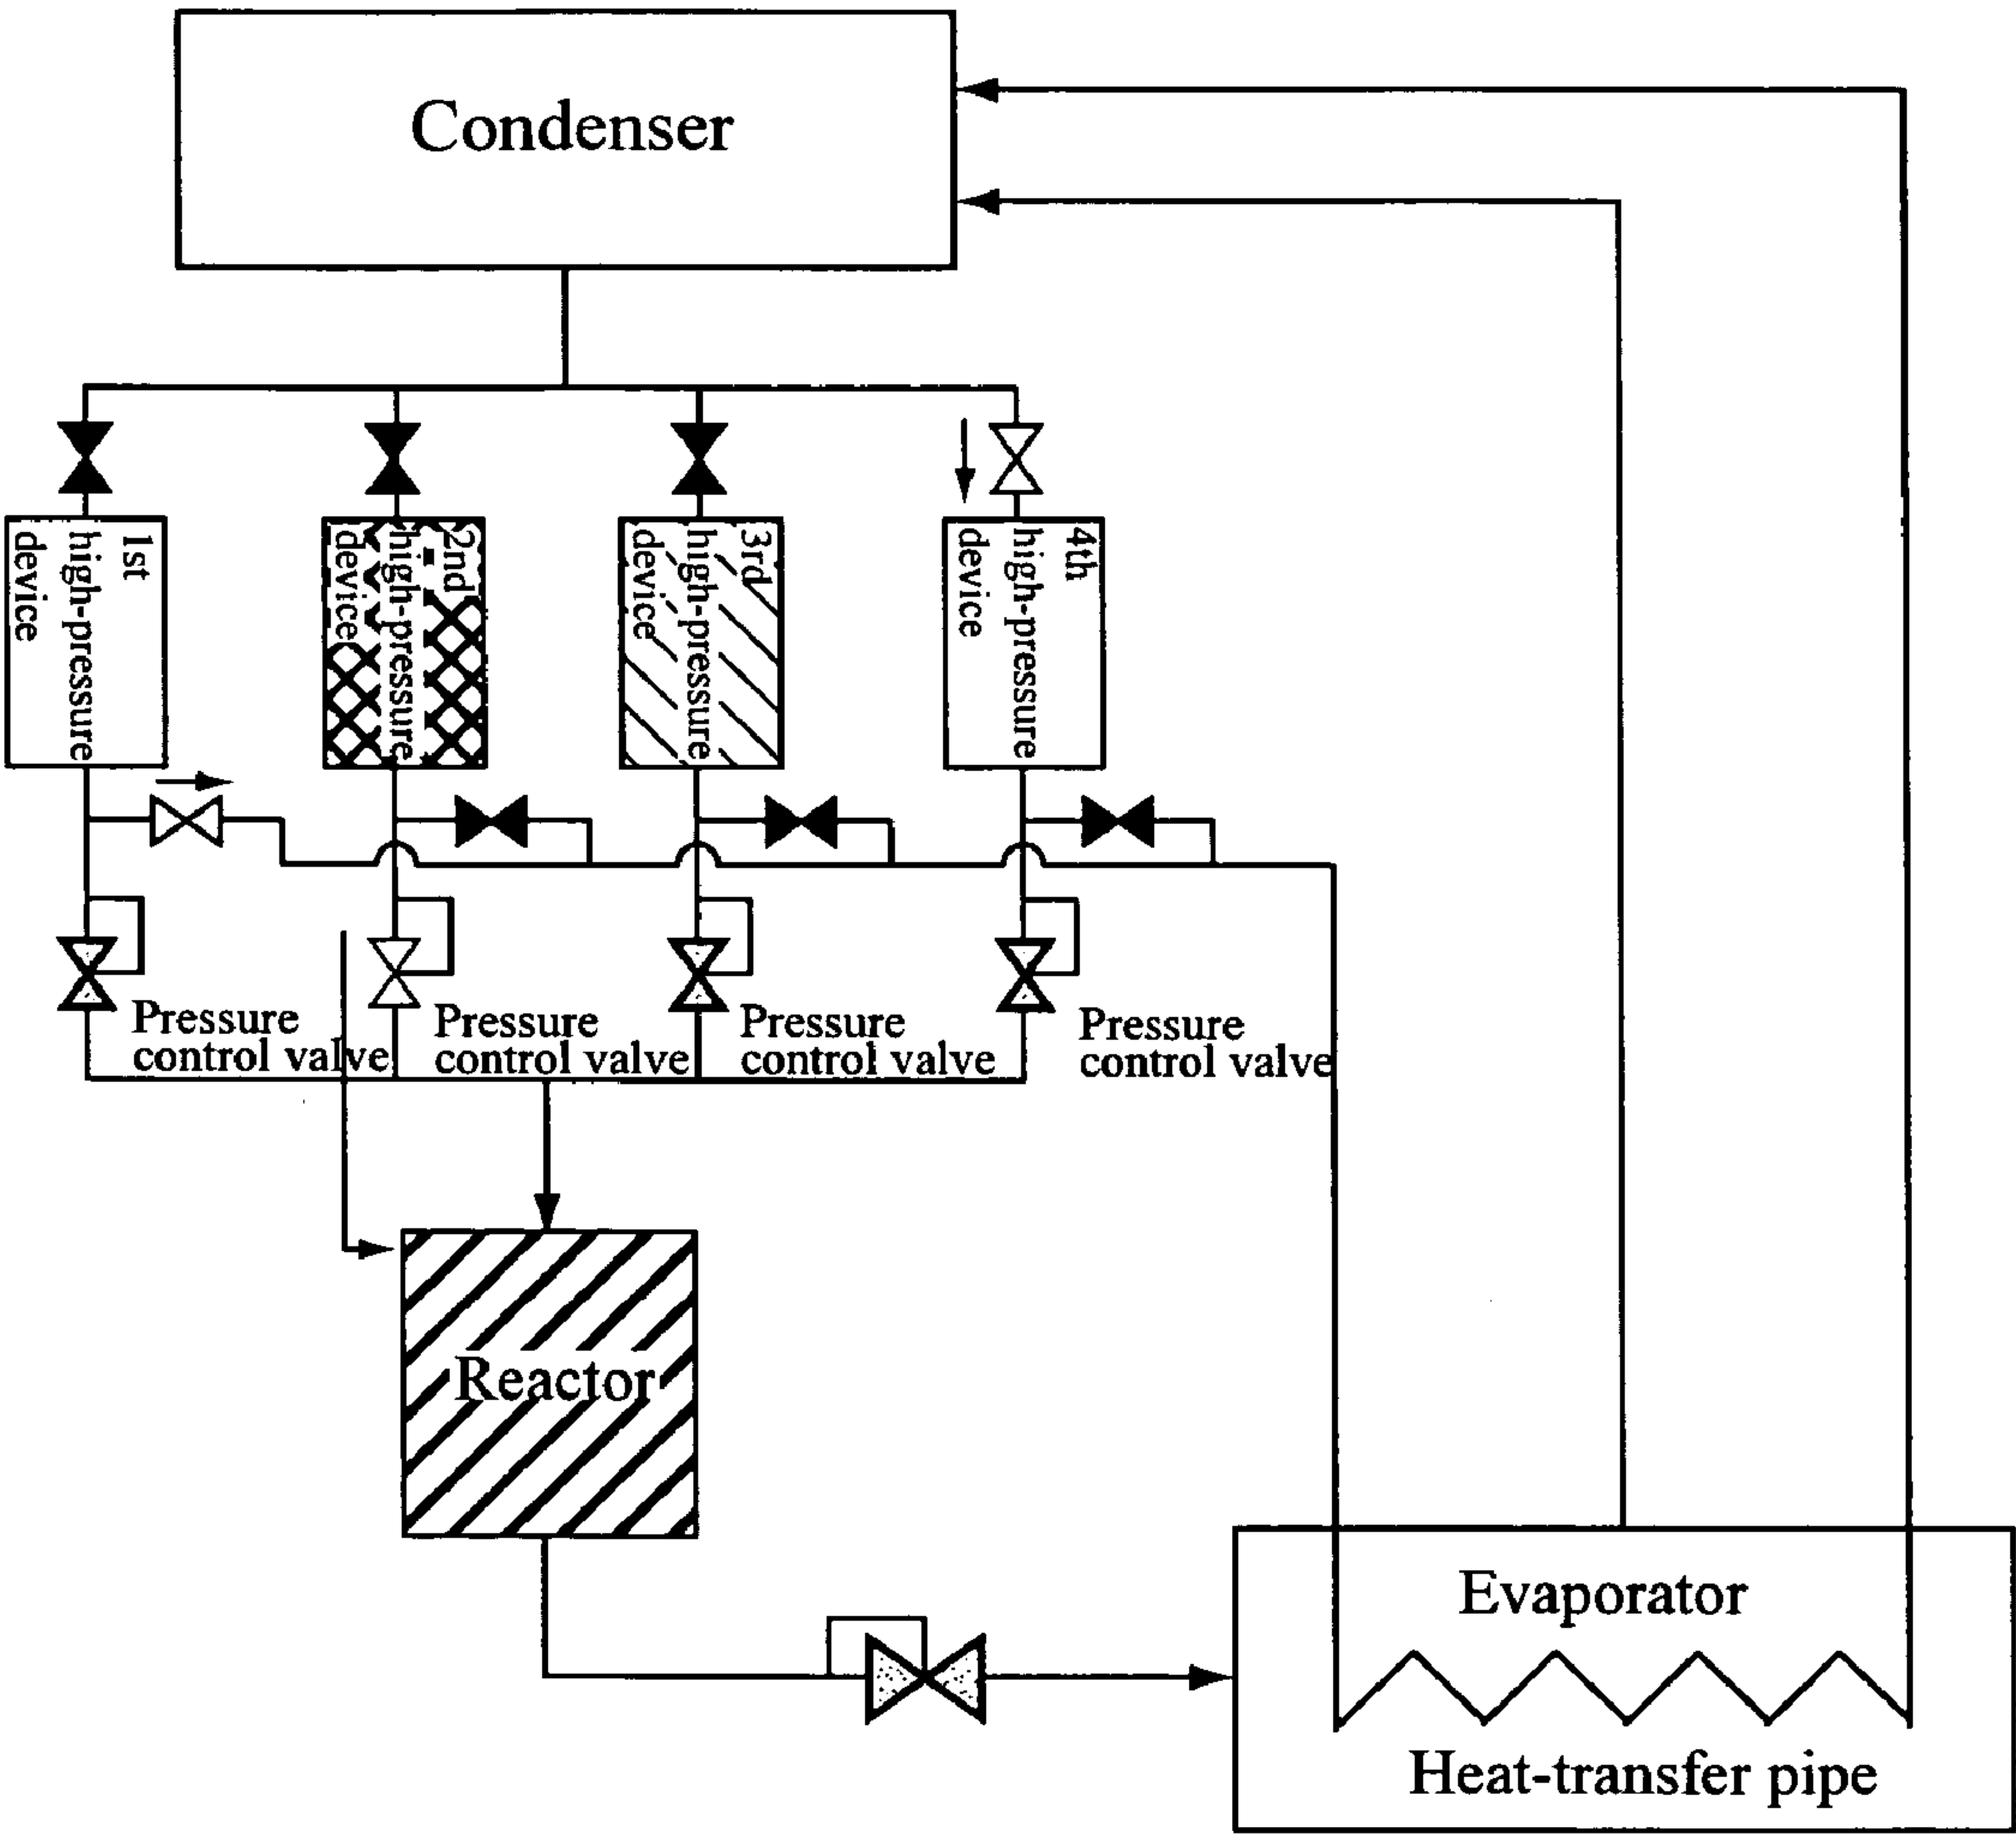 Condenser
1st
high-pressure
device
2nd
high-pressure
device
3rd
high-pressure
device
4th
high-pressure
device
Pressure
control valve
Pressure
control valve
Pressure
control valve
Pressure
control valve
Reactor
Evaporator
Heat-transfer pipe